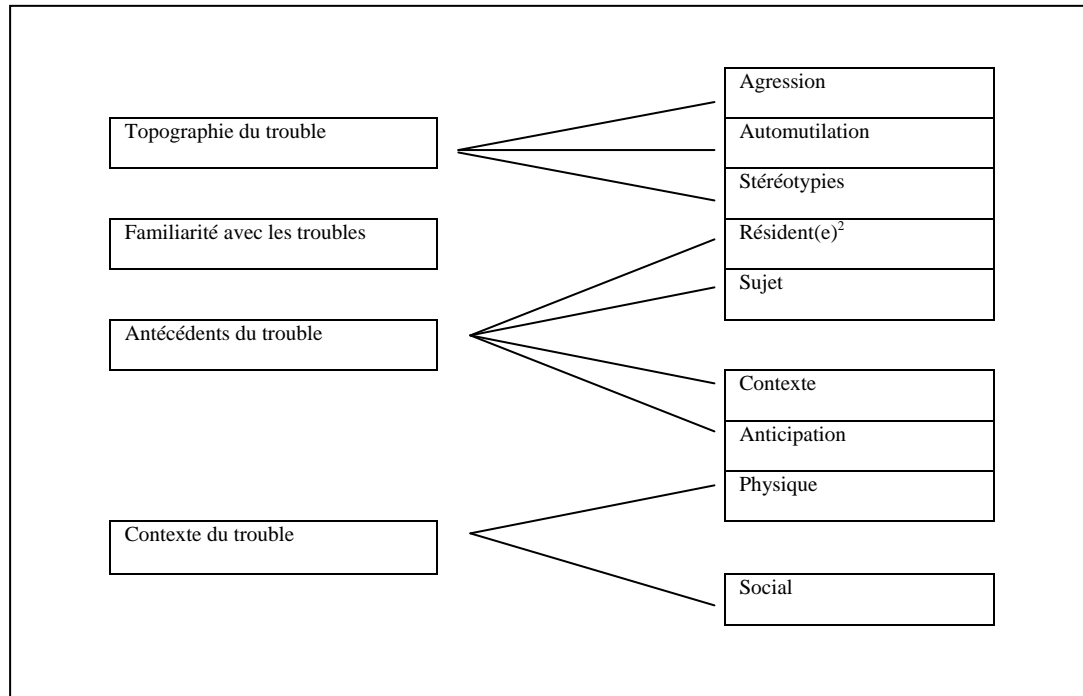 Topographie du trouble
Agression
Automutilation
Stéréotypies
Familiarité avec les troubles
Antécédents du trouble
Résident(e)²
Sujet
Contexte
Anticipation
Contexte du trouble
Physique
Social